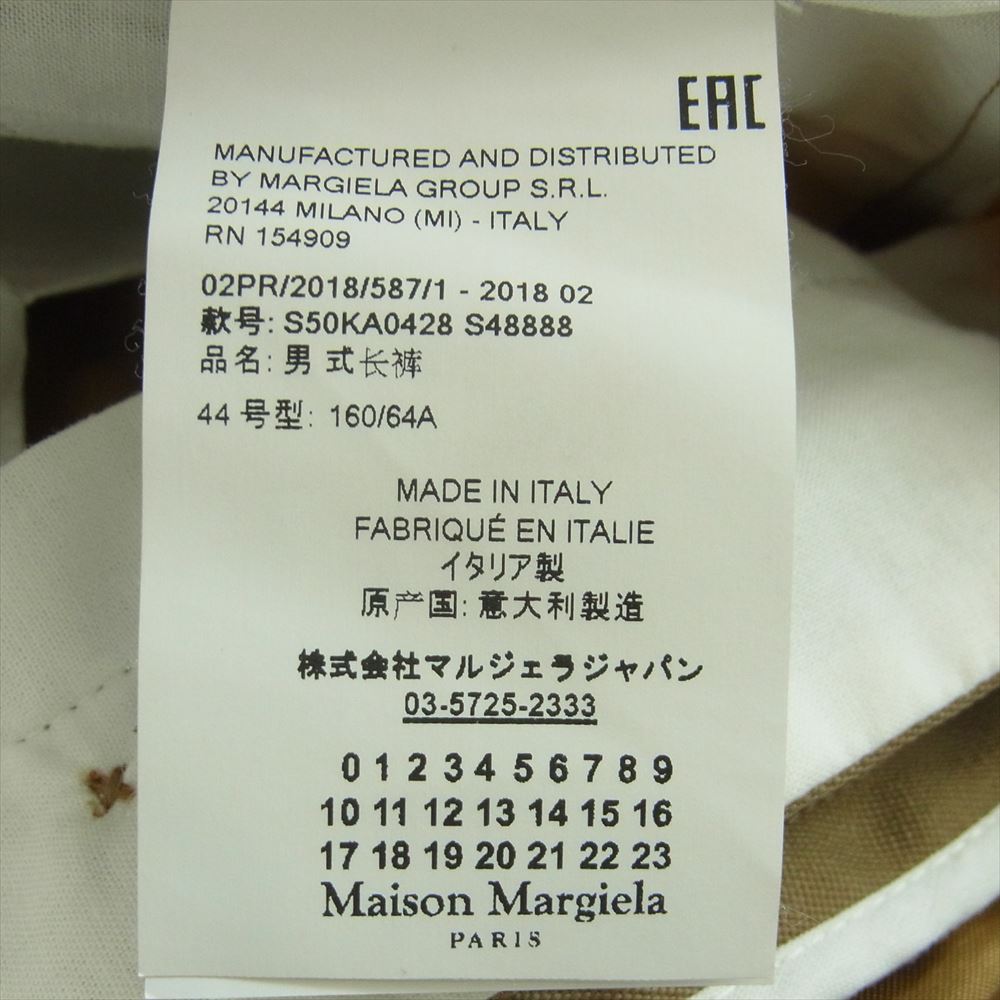 EAC
MANUFACTURED AND DISTRIBUTED
BY MARGIELA GROUP S.R.L.
20144 MILANO (MI) - ITALY
RN 154909
02PR/2018/587/1 - 2018 02
款号: S50KA0428 S48888
品名: 男 式长裤
44 号型: 160/64A
MADE IN ITALY
FABRIQUÉ EN ITALIE
イタリア製
原产国: 意大利製造
株式会社マルジェラジャパン
03-5725-2333
0 1 2 3 4 5 6 7 8 9
10 11 12 13 14 15 16
17 18 19 20 21 22 23
Maison Margiela
PARIS